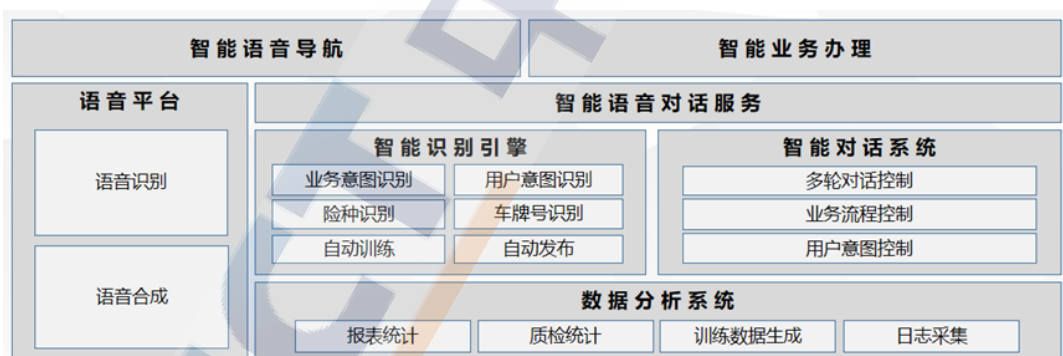 智能语音导航
智能业务办理
语音平台
语音识别
语音合成
智能语音对话服务
智能识别引擎
业务意图识别
用户意图识别
险种识别
车牌号识别
自动训练
自动发布
智能对话系统
多轮对话控制
业务流程控制
用户意图控制
数据分析系统
报表统计
质检统计
训练数据生成
日志采集